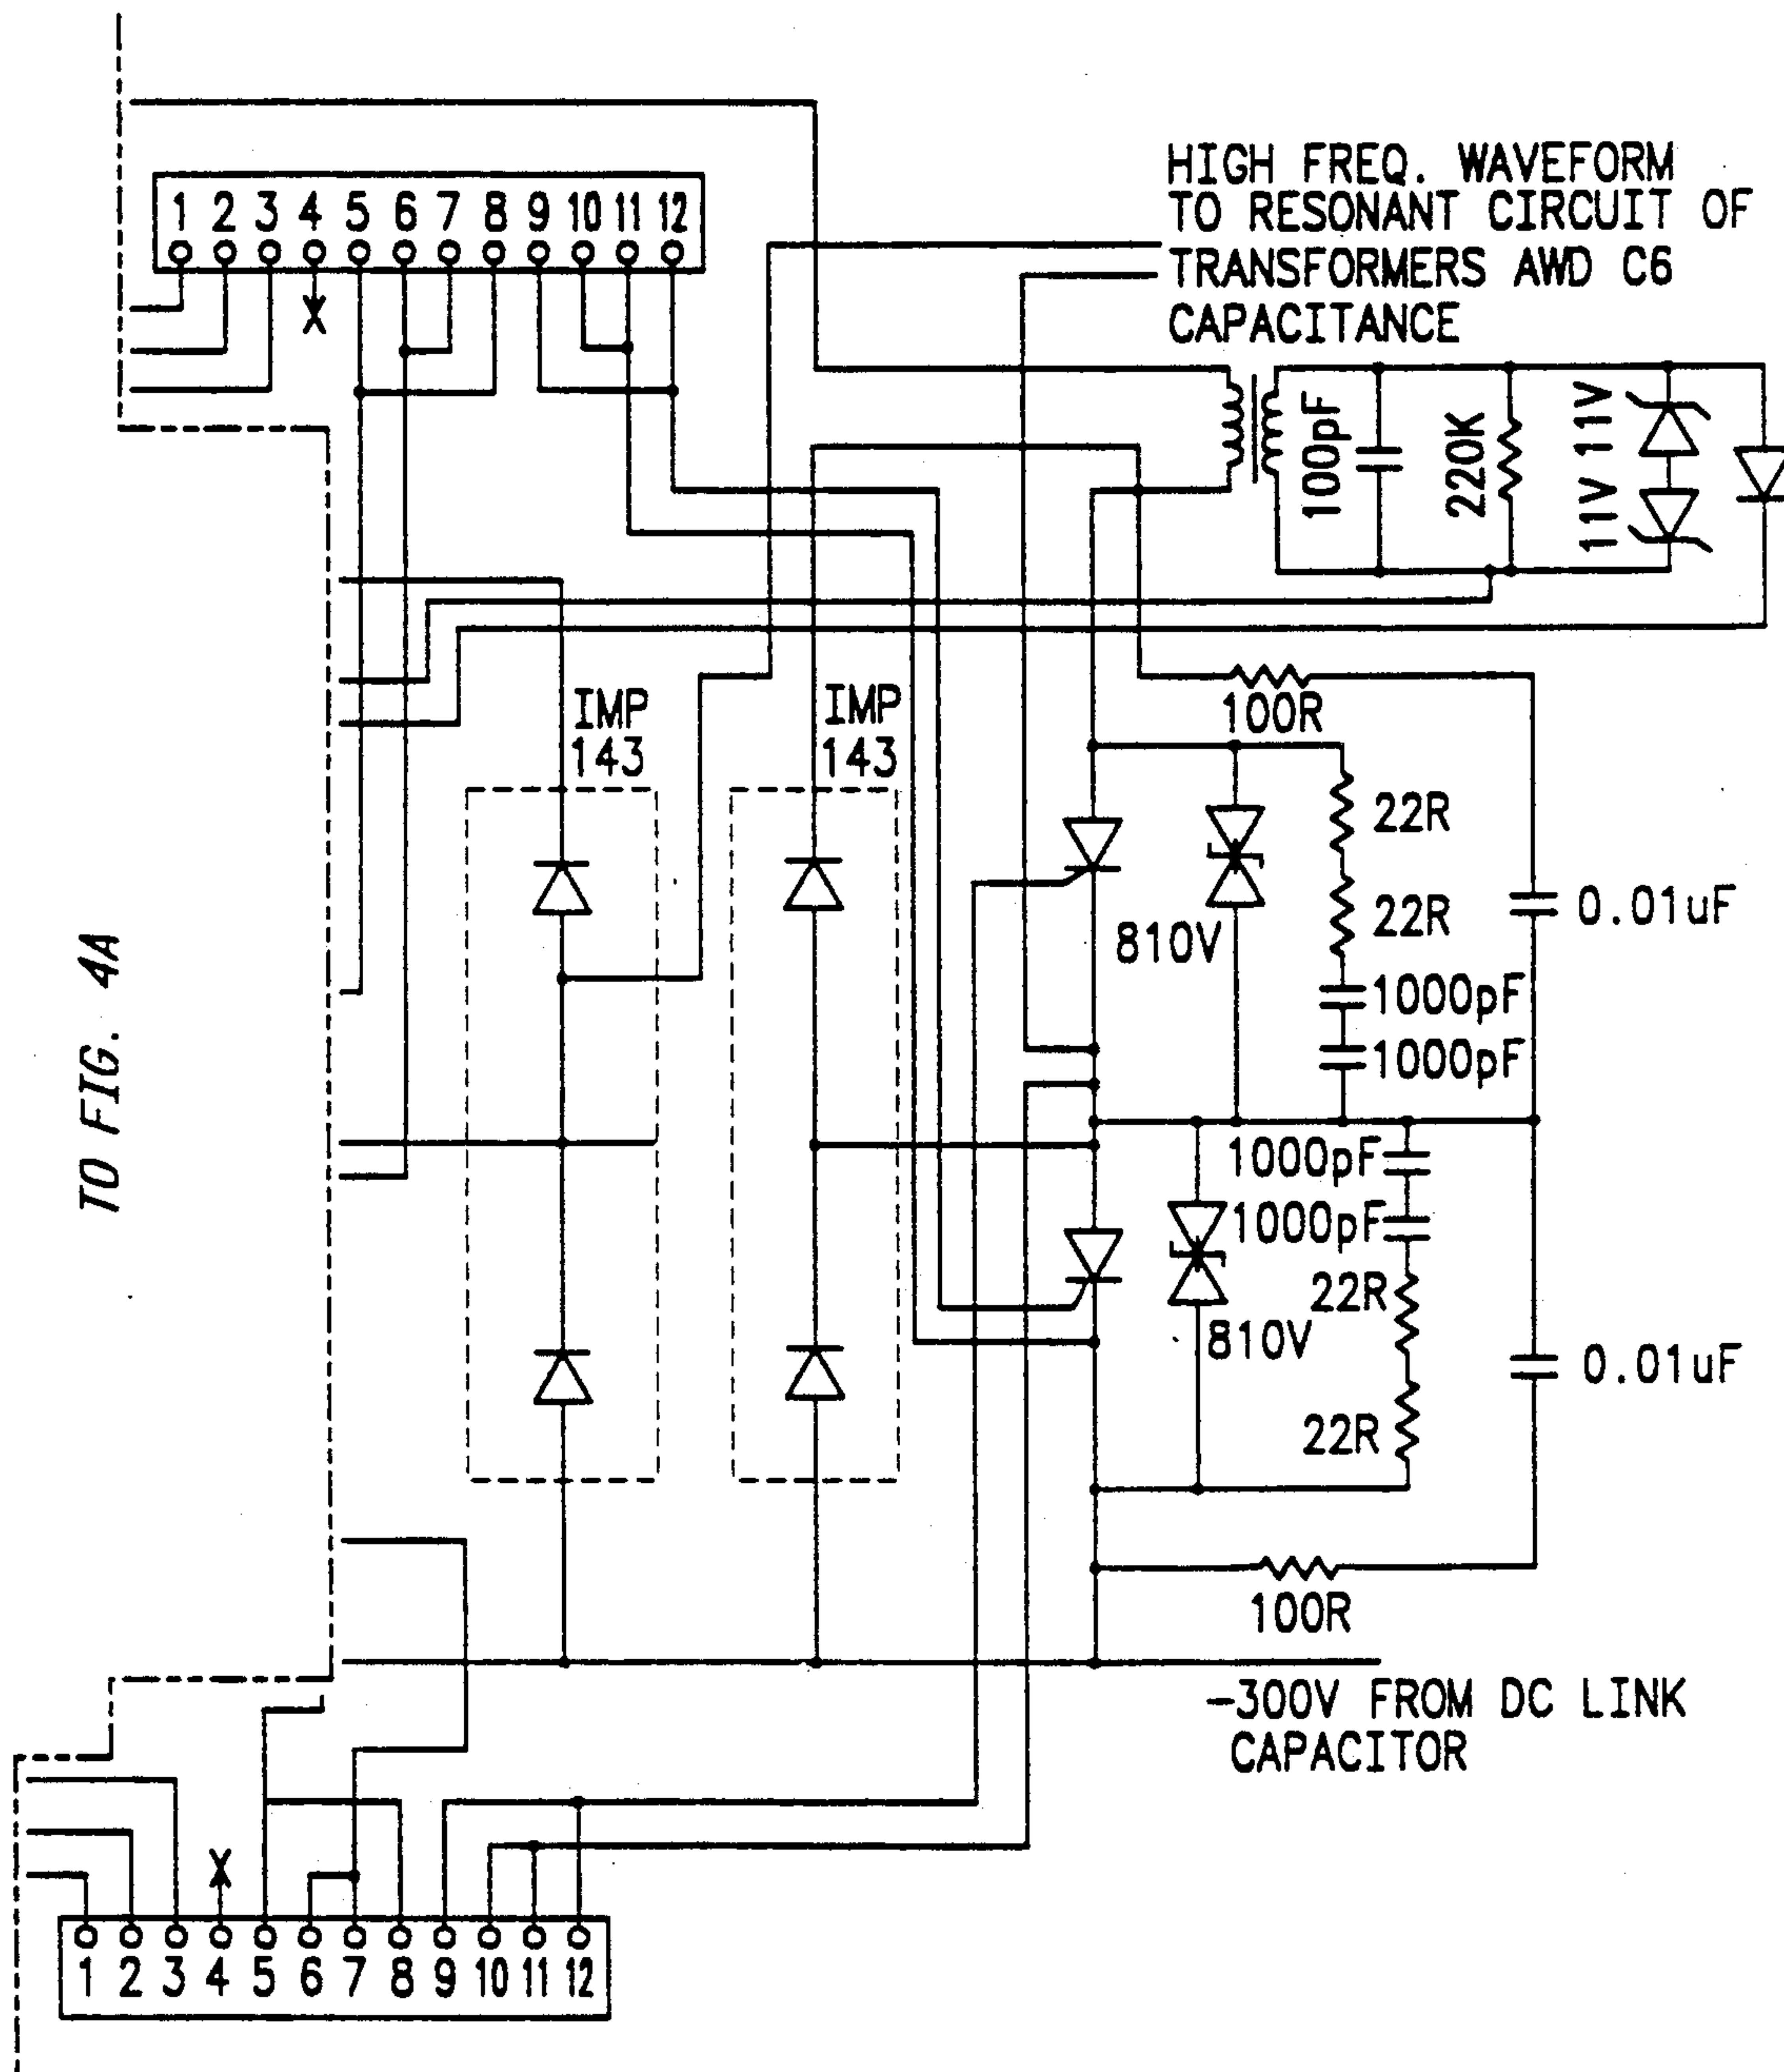 1 2 3 4 5 6 7 8 9 10 11 12
X
HIGH FREQ. WAVEFORM
TO RESONANT CIRCUIT OF
TRANSFORMERS AWD C6
CAPACITANCE
100pF
220K
11V 11V
IMP
143
IMP
143
100R
22R
22R
810V
0.01uF
1000pF
1000pF
TO FIG. 4A
1000pF
1000pF
22R
810V
0.01uF
22R
100R
-300V FROM DC LINK
CAPACITOR
X
1 2 3 4 5 6 7 8 9 10 11 12